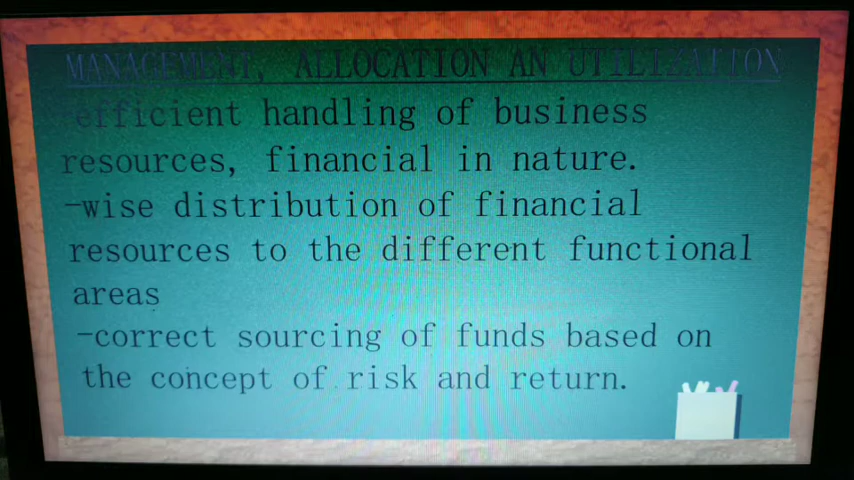 MANAGEMENT, ALLOCATION AN UTILIZATION
-efficient handling of business
resources, financial in nature.
-wise distribution of financial
resources to the different functional
areas
-correct sourcing of funds based on
the concept of risk and return.